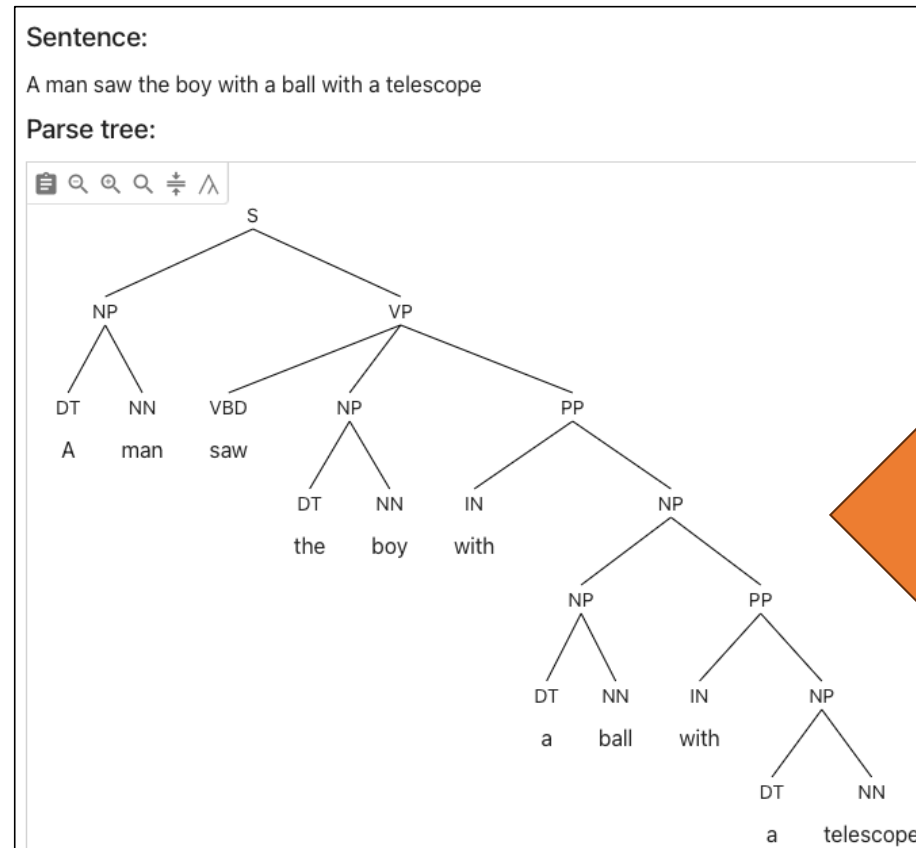 Sentence:
A man saw the boy with a ball with a telescope
Parse tree:
S
NP VP
DT NN VBD NP PP
A man saw
DT NN IN NP
the boy with
NP PP
DT NN IN NP
a ball with
DT NN
a telescope